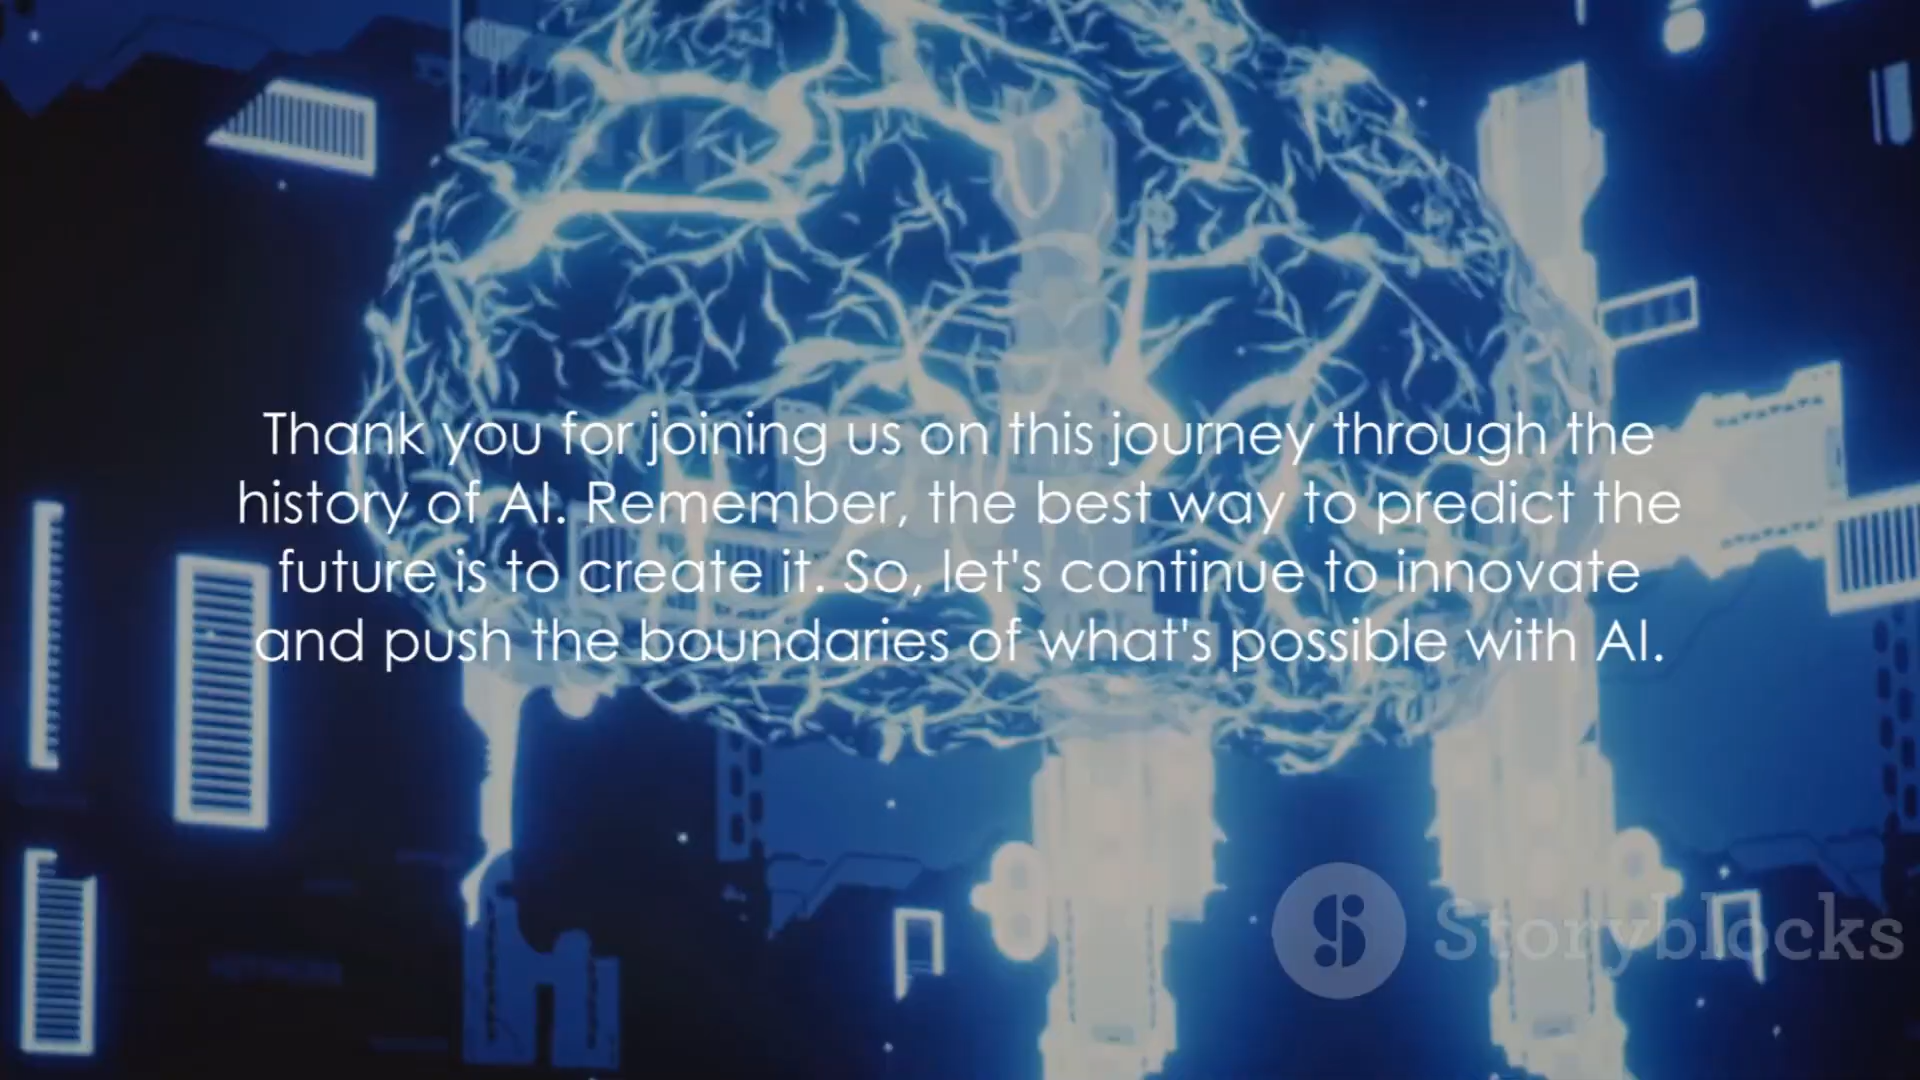 Thank you for joining us on this journey through the
history of AI. Remember, the best way to predict the
future is to create it. So, let's continue to innovate
and push the boundaries of what's possible with AI.
Storyblocks